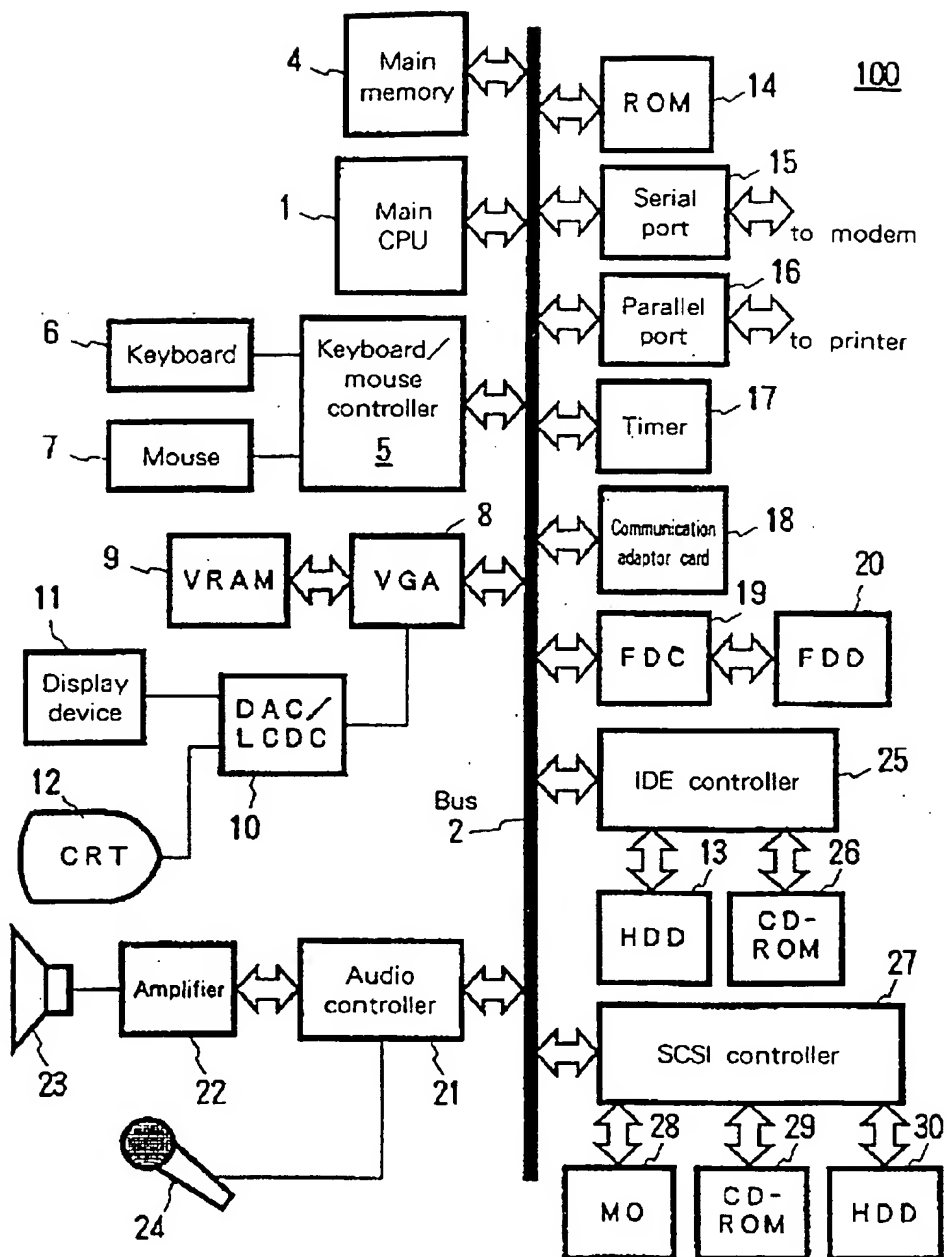 100
4
Main
memory
ROM
14
1
Main
CPU
15
Serial
port
to modem
16
Parallel
port
to printer
6
Keyboard
Keyboard/
mouse
controller
5
7
Mouse
Timer
17
Communication
adaptor card
18
9
VRAM
8
VGA
19
FDC
20
FDD
11
Display
device
DAC/
LCDC
10
12
CRT
Bus
2
IDE controller
25
13
HDD
26
CD-
ROM
23
Amplifier
22
Audio
controller
21
24
27
SCSI controller
28
MO
29
CD-
ROM
30
HDD